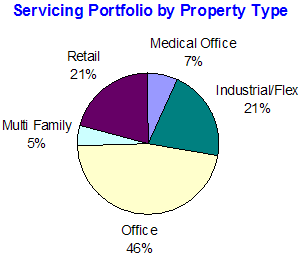 Servicing Portfolio by Property Type
Medical Office
7%
Retail
21%
Industrial/Flex
21%
Multi Family
5%
Office
46%